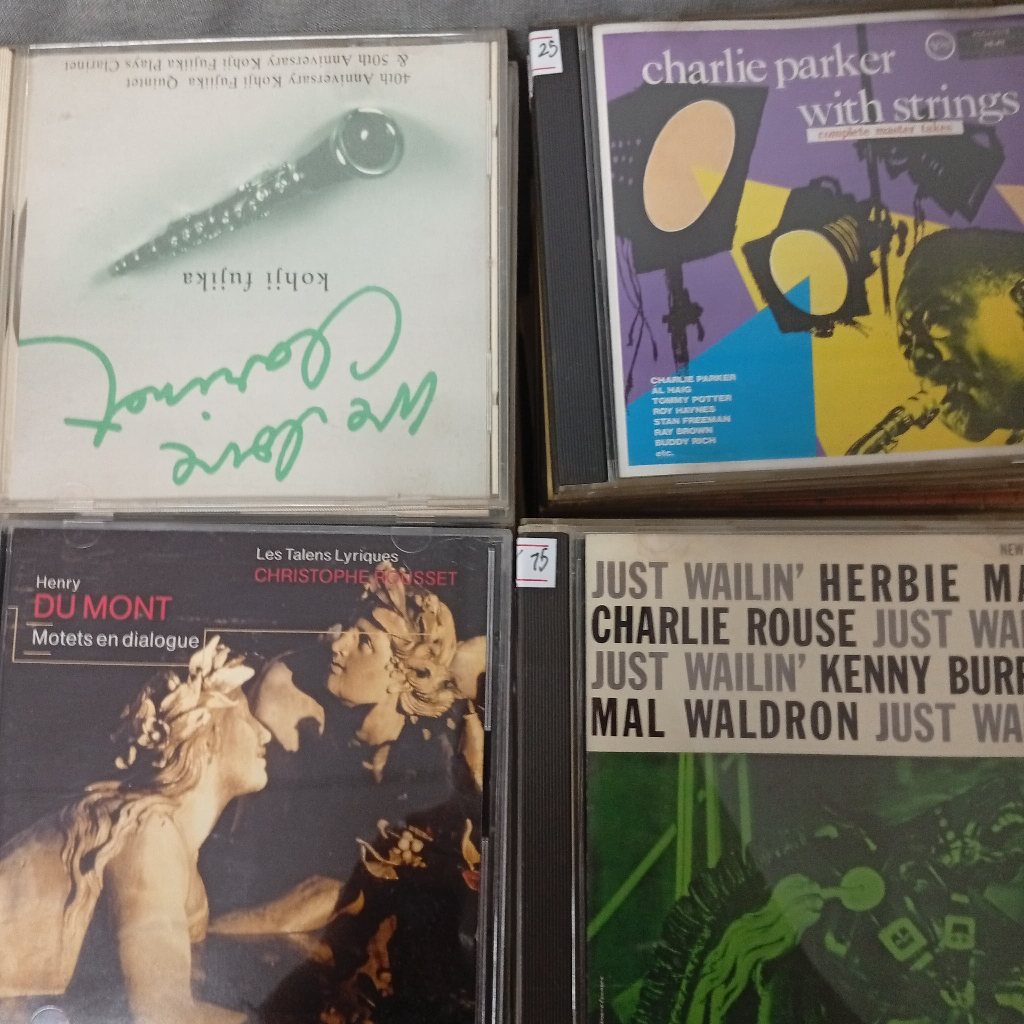 40th Anniversary Kohji Fujika Quintet
& 50th Anniversary Kohji Fujika Plays Clarinet
kohji fujika
We love
Clarinet
25
charlie parker
with strings
complete master takes
CHARLIE PARKER
AL HAIG
TOMMY POTTER
ROY HAYNES
STAN FREEMAN
RAY BROWN
BUDDY RICH
etc.
Les Talens Lyriques
CHRISTOPHE ROUSSET
Henry
DU MONT
Motets en dialogue
75
NEW
JUST WAILIN' HERBIE MA
CHARLIE ROUSE JUST WA
JUST WAILIN' KENNY BURR
MAL WALDRON JUST WA